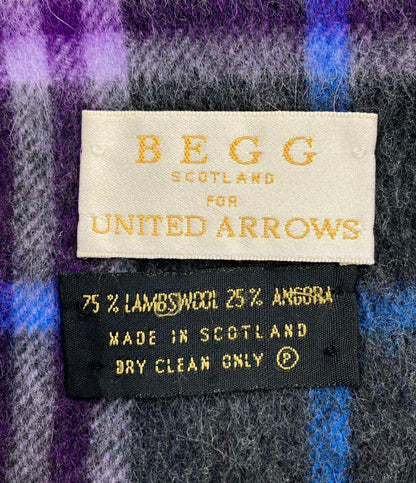 BEGG
SCOTLAND
FOR
UNITED ARROWS
75 % LAMBSWOOL 25 % ANGORA
MADE IN SCOTLAND
DRY CLEAN ONLY Ⓟ